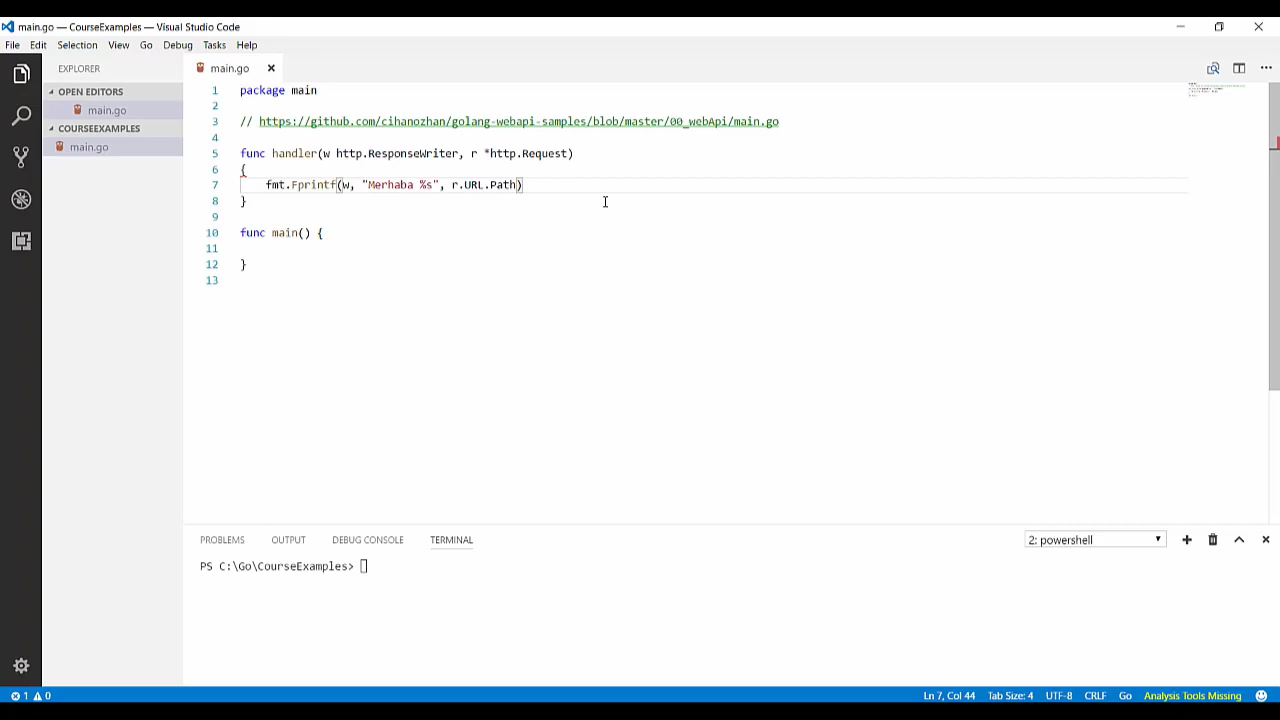 main.go — CourseExamples — Visual Studio Code
File Edit Selection View Go Debug Tasks Help
EXPLORER
OPEN EDITORS
main.go
COURSEEXAMPLES
main.go
main.go
1 package main
2
3 // https://github.com/cihanozhan/golang-webapi-samples/blob/master/00_webApi/main.go
4
5 func handler(w http.ResponseWriter, r *http.Request)
6 {
7 fmt.Fprintf(w, "Merhaba %s", r.URL.Path)
8 }
9
10 func main() {
11
12 }
13
PROBLEMS OUTPUT DEBUG CONSOLE TERMINAL 2: powershell
PS C:\Go\CourseExamples>
1 0 Ln 7, Col 44 Tab Size: 4 UTF-8 CRLF Go Analysis Tools Missing